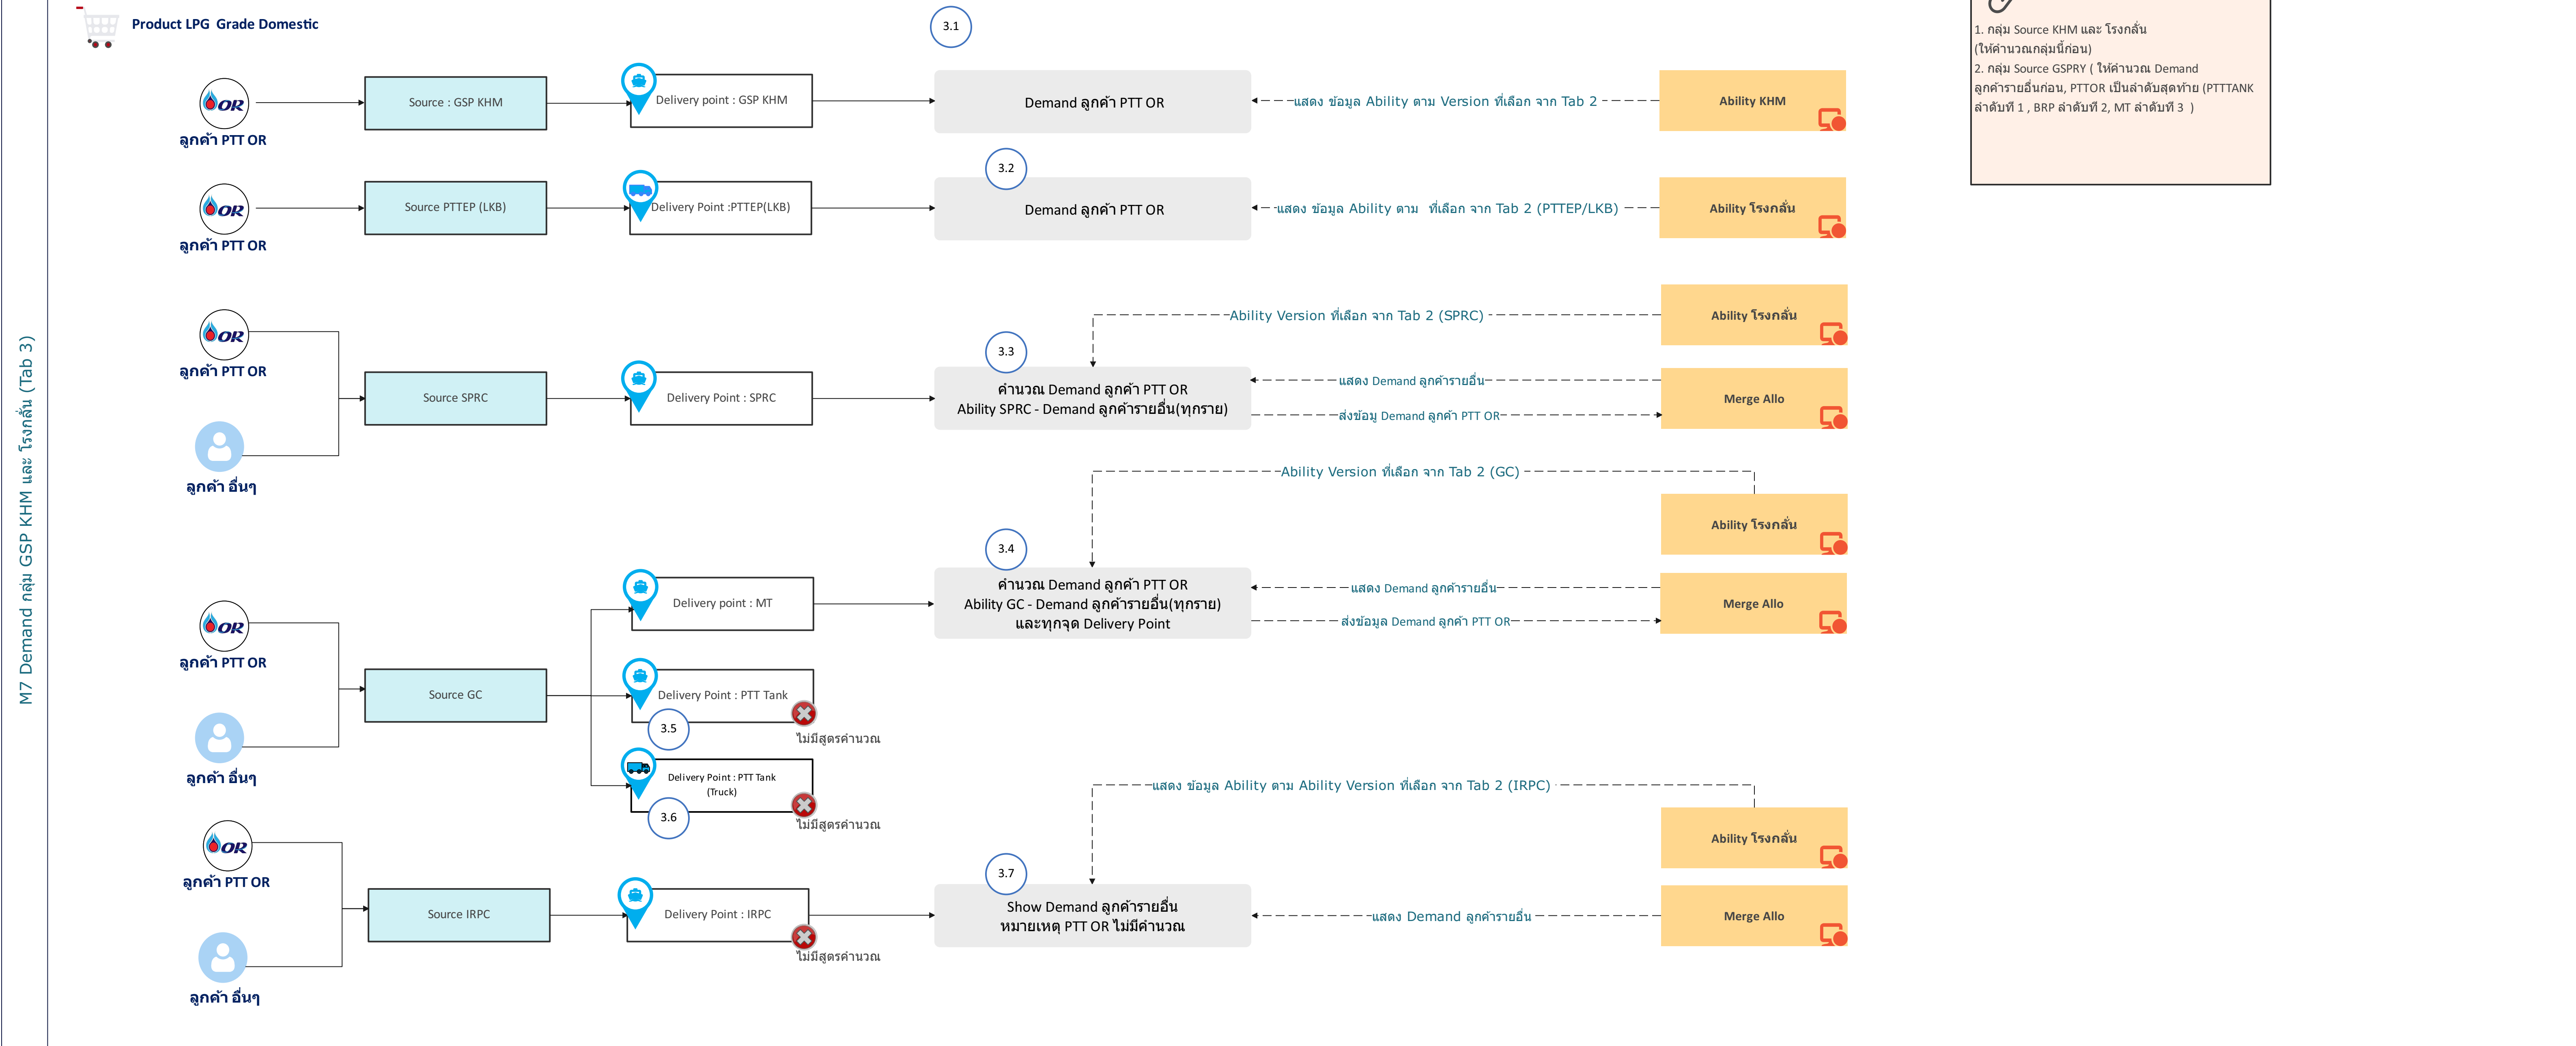 Product LPG  Grade Domestic
3.1
1. กลุ่ม Source KHM และ โรงกลั่น
(ให้คำนวณกลุ่มนี้ก่อน)
2. กลุ่ม Source GSPRY ( ให้คำนวณ Demand
ลูกค้ารายอื่นก่อน, PTTOR เป็นลำดับสุดท้าย (PTTTANK
ลำดับที่ 1 , BRP ลำดับที่ 2, MT ลำดับที่ 3  )
OR
ลูกค้า PTT OR
Source : GSP KHM
Delivery point : GSP KHM
Demand ลูกค้า PTT OR
แสดง ข้อมูล Ability ตาม Version ที่เลือก จาก Tab 2
Ability KHM
3.2
OR
ลูกค้า PTT OR
Source PTTEP (LKB)
Delivery Point :PTTEP(LKB)
Demand ลูกค้า PTT OR
แสดง ข้อมูล Ability ตาม  ที่เลือก จาก Tab 2 (PTTEP/LKB)
Ability โรงกลั่น
M7 Demand กลุ่ม GSP KHM และ โรงกลั่น (Tab 3)
Ability Version ที่เลือก จาก Tab 2 (SPRC)
Ability โรงกลั่น
OR
ลูกค้า PTT OR
ลูกค้า อื่นๆ
Source SPRC
Delivery Point : SPRC
3.3
คำนวณ Demand ลูกค้า PTT OR
Ability SPRC - Demand ลูกค้ารายอื่น(ทุกราย)
แสดง Demand ลูกค้ารายอื่น
ส่งข้อมู Demand ลูกค้า PTT OR
Merge Allo
Ability Version ที่เลือก จาก Tab 2 (GC)
Ability โรงกลั่น
OR
ลูกค้า PTT OR
ลูกค้า อื่นๆ
Source GC
Delivery point : MT
3.4
คำนวณ Demand ลูกค้า PTT OR
Ability GC - Demand ลูกค้ารายอื่น(ทุกราย)
และทุกจุด Delivery Point
แสดง Demand ลูกค้ารายอื่น
ส่งข้อมูล Demand ลูกค้า PTT OR
Merge Allo
Delivery Point : PTT Tank
3.5
ไม่มีสูตรคำนวณ
Delivery Point : PTT Tank
(Truck)
3.6
ไม่มีสูตรคำนวณ
แสดง ข้อมูล Ability ตาม Ability Version ที่เลือก จาก Tab 2 (IRPC)
Ability โรงกลั่น
OR
ลูกค้า PTT OR
ลูกค้า อื่นๆ
Source IRPC
Delivery Point : IRPC
ไม่มีสูตรคำนวณ
3.7
Show Demand ลูกค้ารายอื่น
หมายเหตุ PTT OR ไม่มีคำนวณ
แสดง Demand ลูกค้ารายอื่น
Merge Allo